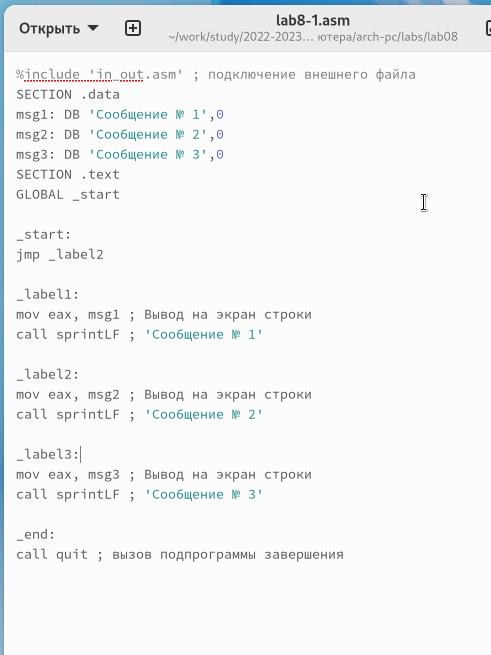 Открыть
lab8-1.asm
~/work/study/2022-2023... ютера/arch-pc/labs/lab08
%include 'in_out.asm' ; подключение внешнего файла
SECTION .data
msg1: DB 'Сообщение № 1',0
msg2: DB 'Сообщение № 2',0
msg3: DB 'Сообщение № 3',0
SECTION .text
GLOBAL _start
_start:
jmp _label2
_label1:
mov eax, msg1 ; Вывод на экран строки
call sprintLF ; 'Сообщение № 1'
_label2:
mov eax, msg2 ; Вывод на экран строки
call sprintLF ; 'Сообщение № 2'
_label3:
mov eax, msg3 ; Вывод на экран строки
call sprintLF ; 'Сообщение № 3'
_end:
call quit ; вызов подпрограммы завершения